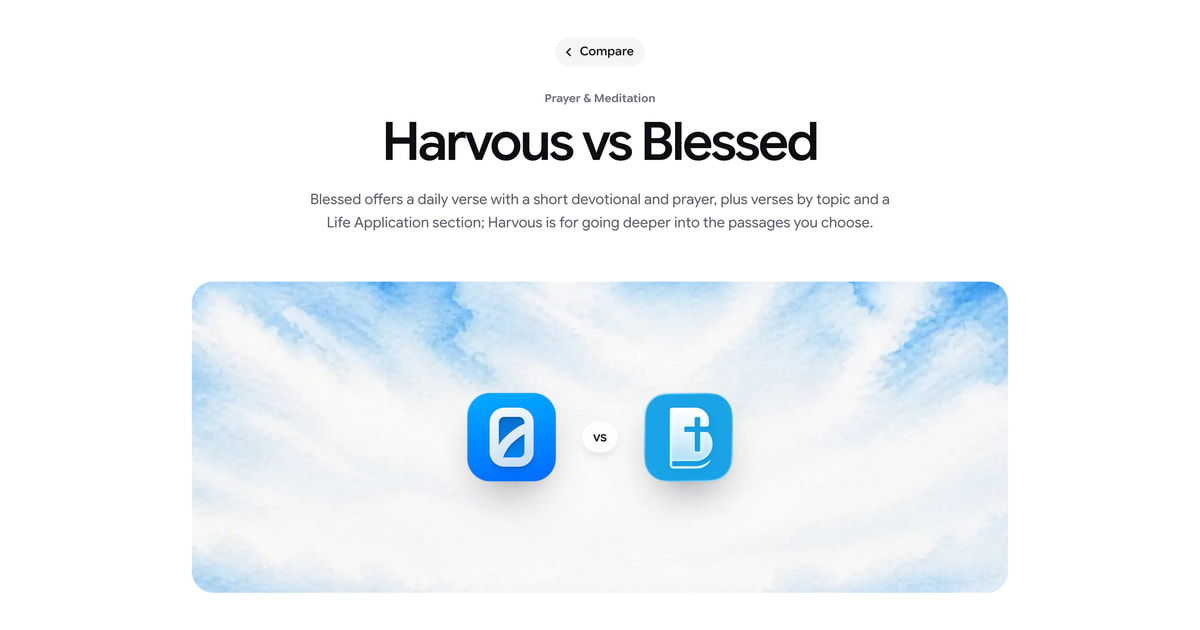 Compare
Prayer & Meditation
Harvous vs Blessed
Blessed offers a daily verse with a short devotional and prayer, plus verses by topic and a
Life Application section; Harvous is for going deeper into the passages you choose.
vs